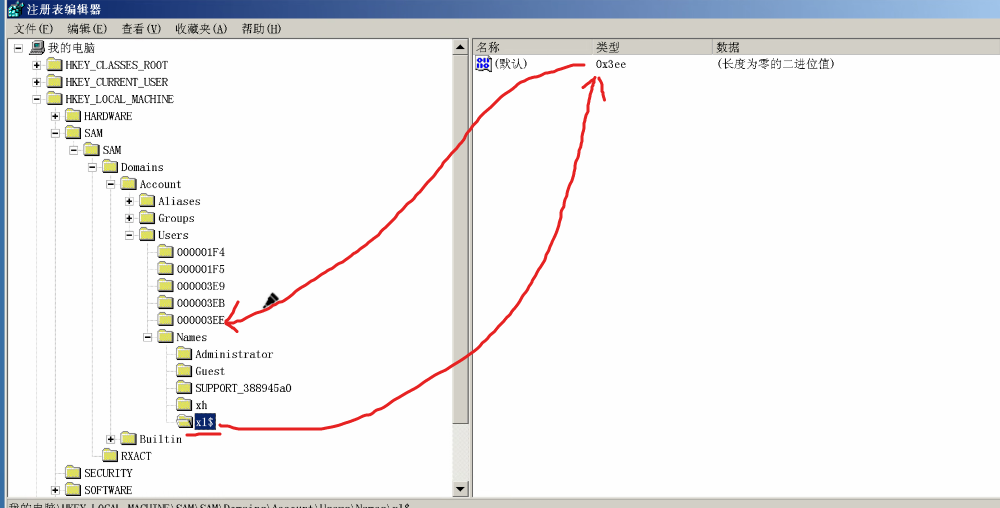 注册表编辑器
文件(F) 编辑(E) 查看(V) 收藏夹(A) 帮助(H)
我的电脑
HKEY_CLASSES_ROOT
HKEY_CURRENT_USER
HKEY_LOCAL_MACHINE
HARDWARE
SAM
SAM
Domains
Account
Aliases
Groups
Users
000001F4
000001F5
000003E9
000003EB
000003EE
Names
Administrator
Guest
SUPPORT_388945a0
xh
xl$
Builtin
RXACT
SECURITY
SOFTWARE
名称 类型 数据
(默认) 0x3ee (长度为零的二进位值)
我的电脑\HKEY_LOCAL_MACHINE\SAM\SAM\Domains\Account\Users\Names\xl$